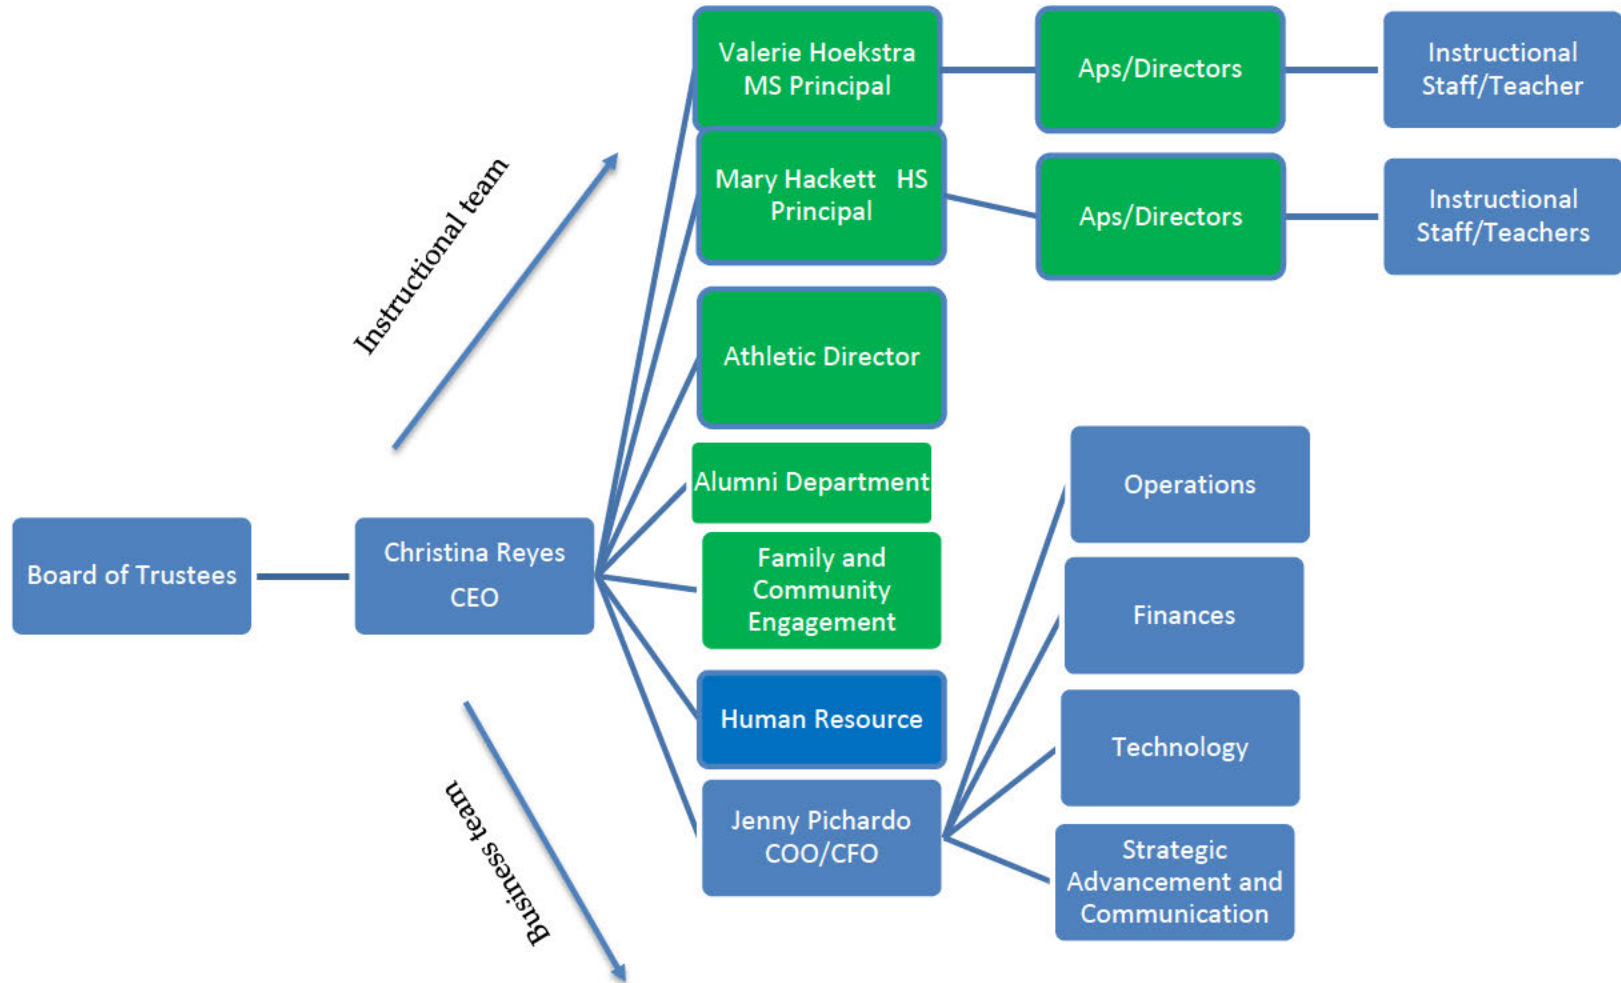 Valerie Hoekstra
MS Principal
Aps/Directors
Instructional
Staff/Teacher
Mary Hackett   HS
Principal
Aps/Directors
Instructional
Staff/Teachers
Instructional team
Athletic Director
Alumni Department
Operations
Board of Trustees
Christina Reyes
CEO
Family and
Community
Engagement
Finances
Human Resource
Technology
Business team
Jenny Pichardo
COO/CFO
Strategic
Advancement and
Communication